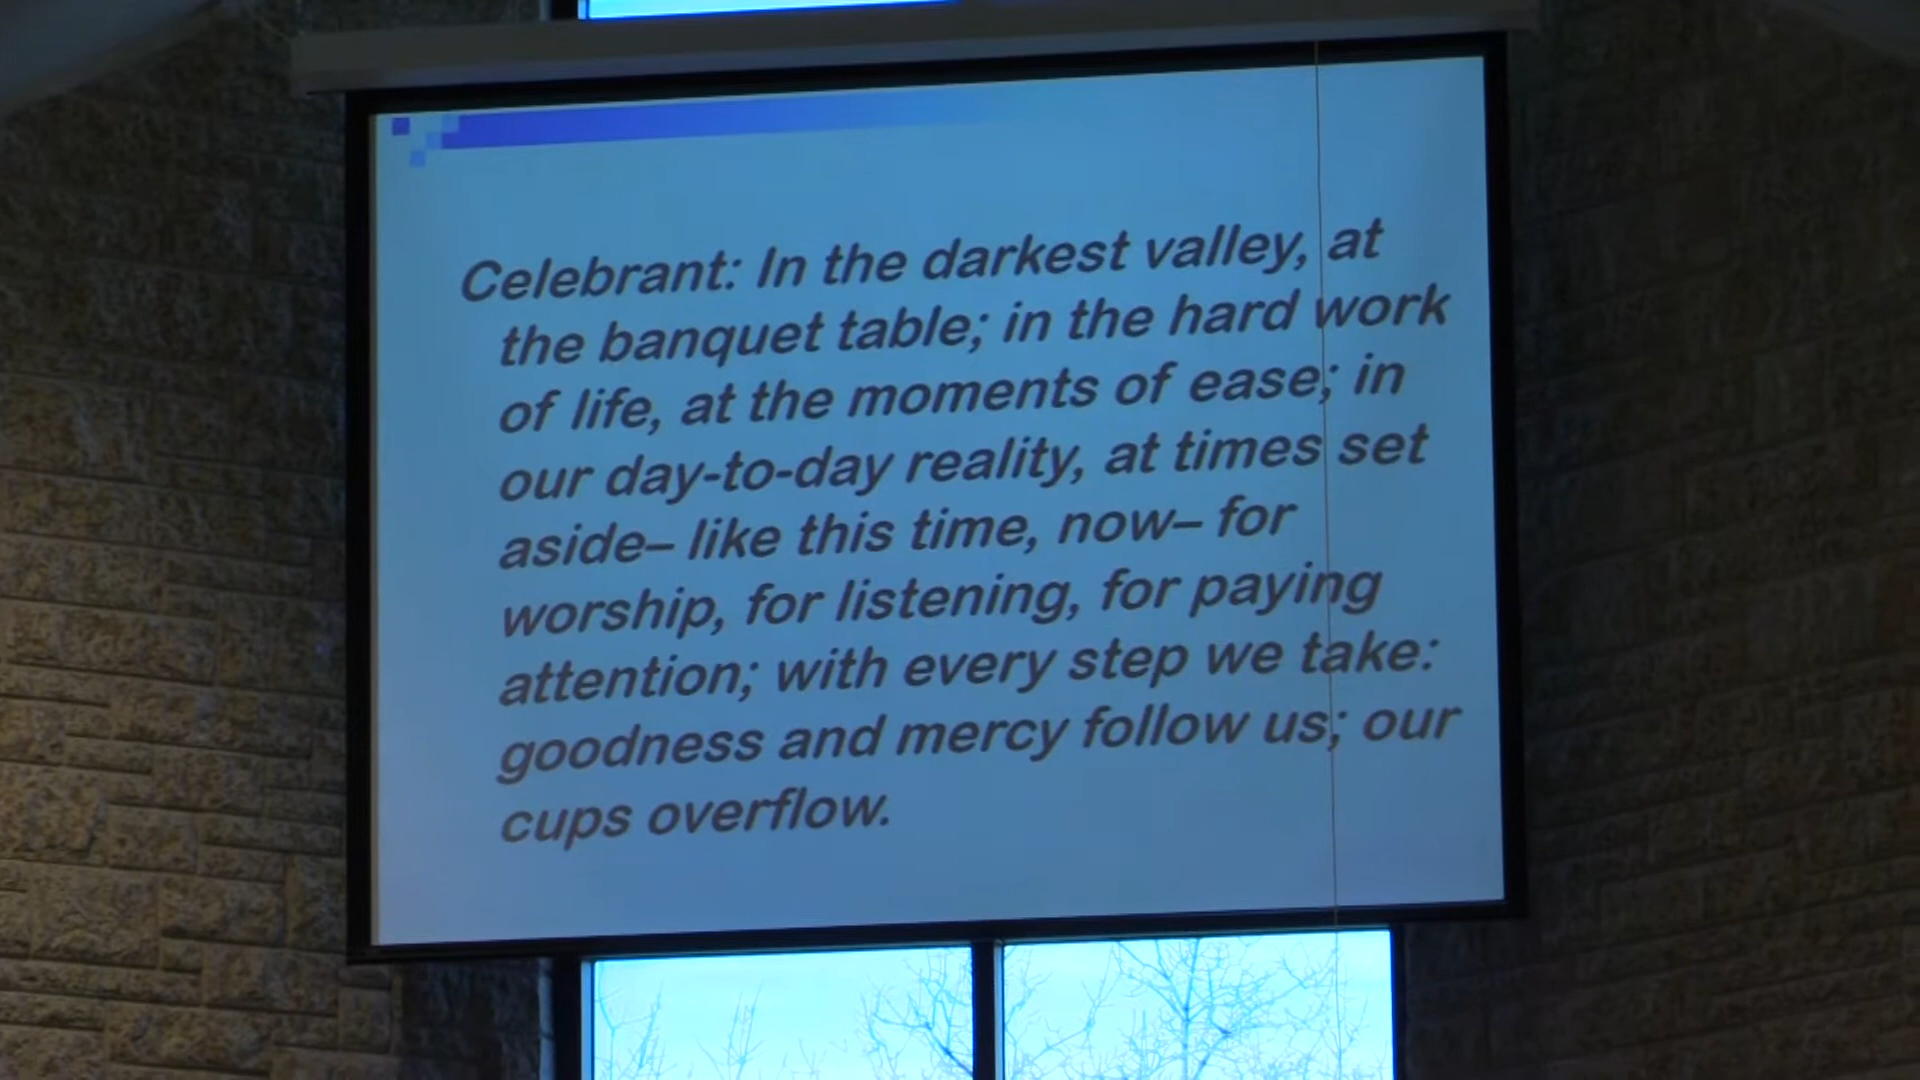 Celebrant: In the darkest valley, at
the banquet table; in the hard work
of life, at the moments of ease; in
our day-to-day reality, at times set
aside– like this time, now– for
worship, for listening, for paying
attention; with every step we take:
goodness and mercy follow us; our
cups overflow.